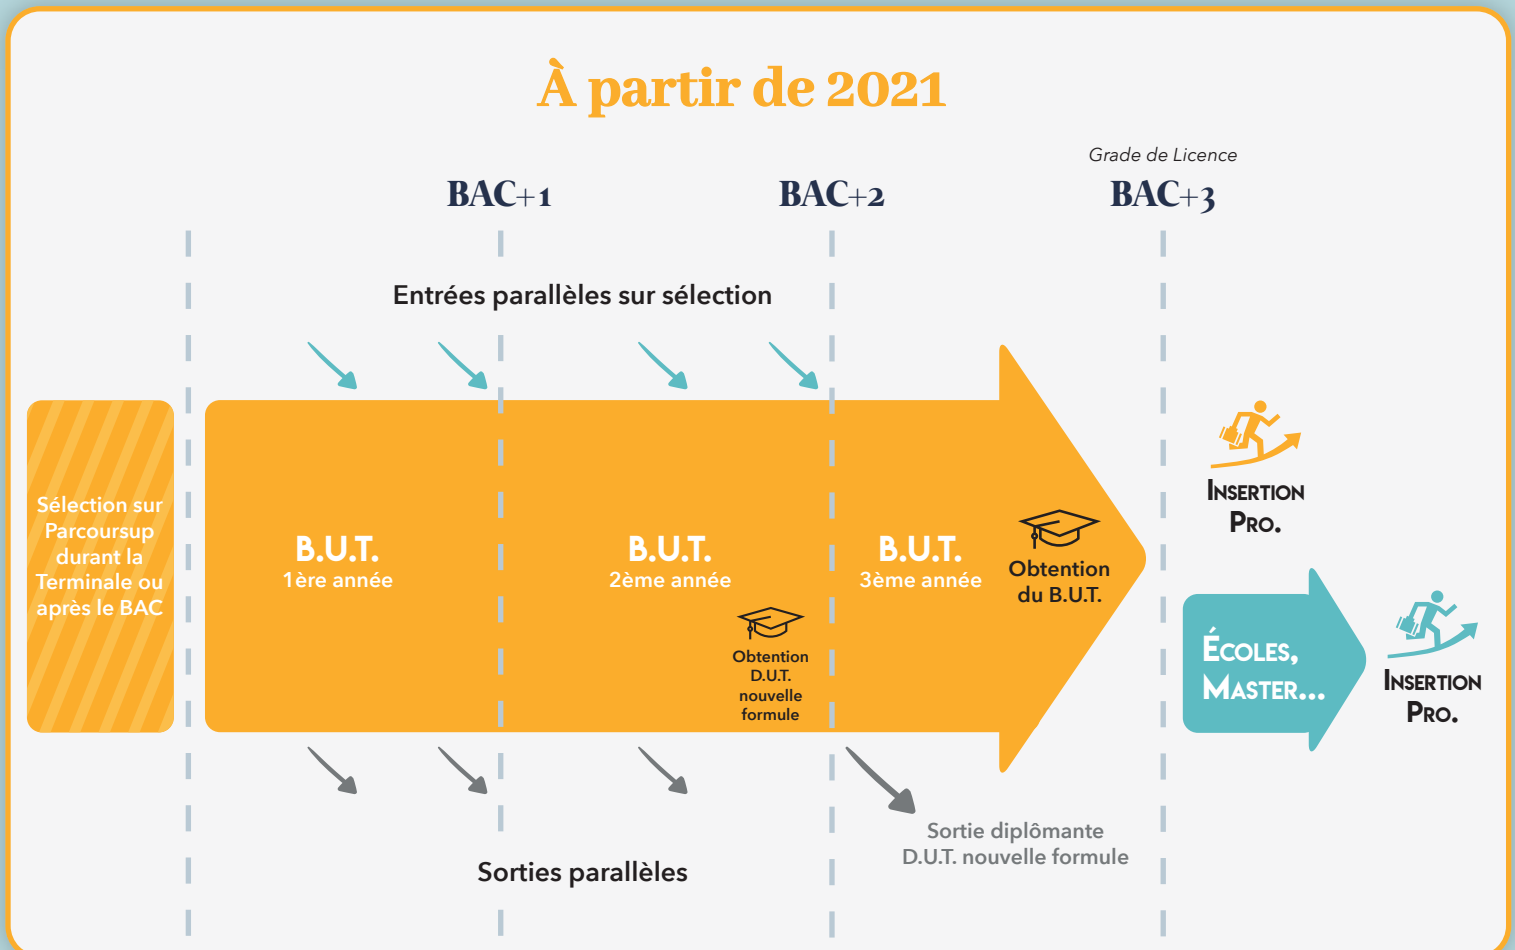 À partir de 2021
Grade de Licence
BAC+1
BAC+2
BAC+3
Entrées parallèles sur sélection
Sélection sur
Parcoursup
durant la
Terminale ou
après le BAC
B.U.T.
1ère année
B.U.T.
2ème année
Obtention
D.U.T.
nouvelle
formule
B.U.T.
3ème année
Obtention
du B.U.T.
INSERTION
PRO.
ÉCOLES,
MASTER...
INSERTION
PRO.
Sortie diplômante
D.U.T. nouvelle formule
Sorties parallèles